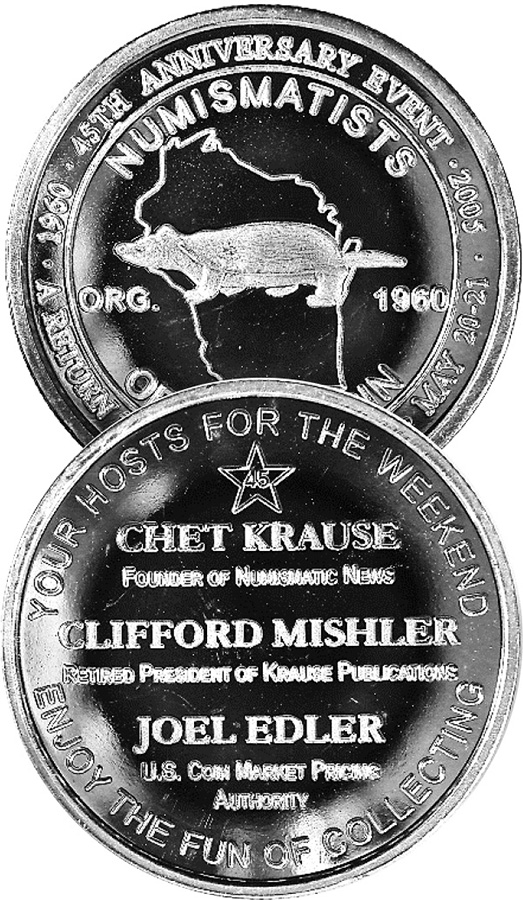 A RETURN · 1960 · 45TH ANNIVERSARY EVENT · 2005 · MAY 20-21
NUMISMATISTS
ORG. 1960
YOUR HOSTS FOR THE WEEKEND
45
CHET KRAUSE
FOUNDER OF NUMISMATIC NEWS
CLIFFORD MISHLER
RETIRED PRESIDENT OF KRAUSE PUBLICATIONS
JOEL EDLER
U.S. COIN MARKET PRICING
AUTHORITY
ENJOY THE FUN OF COLLECTING